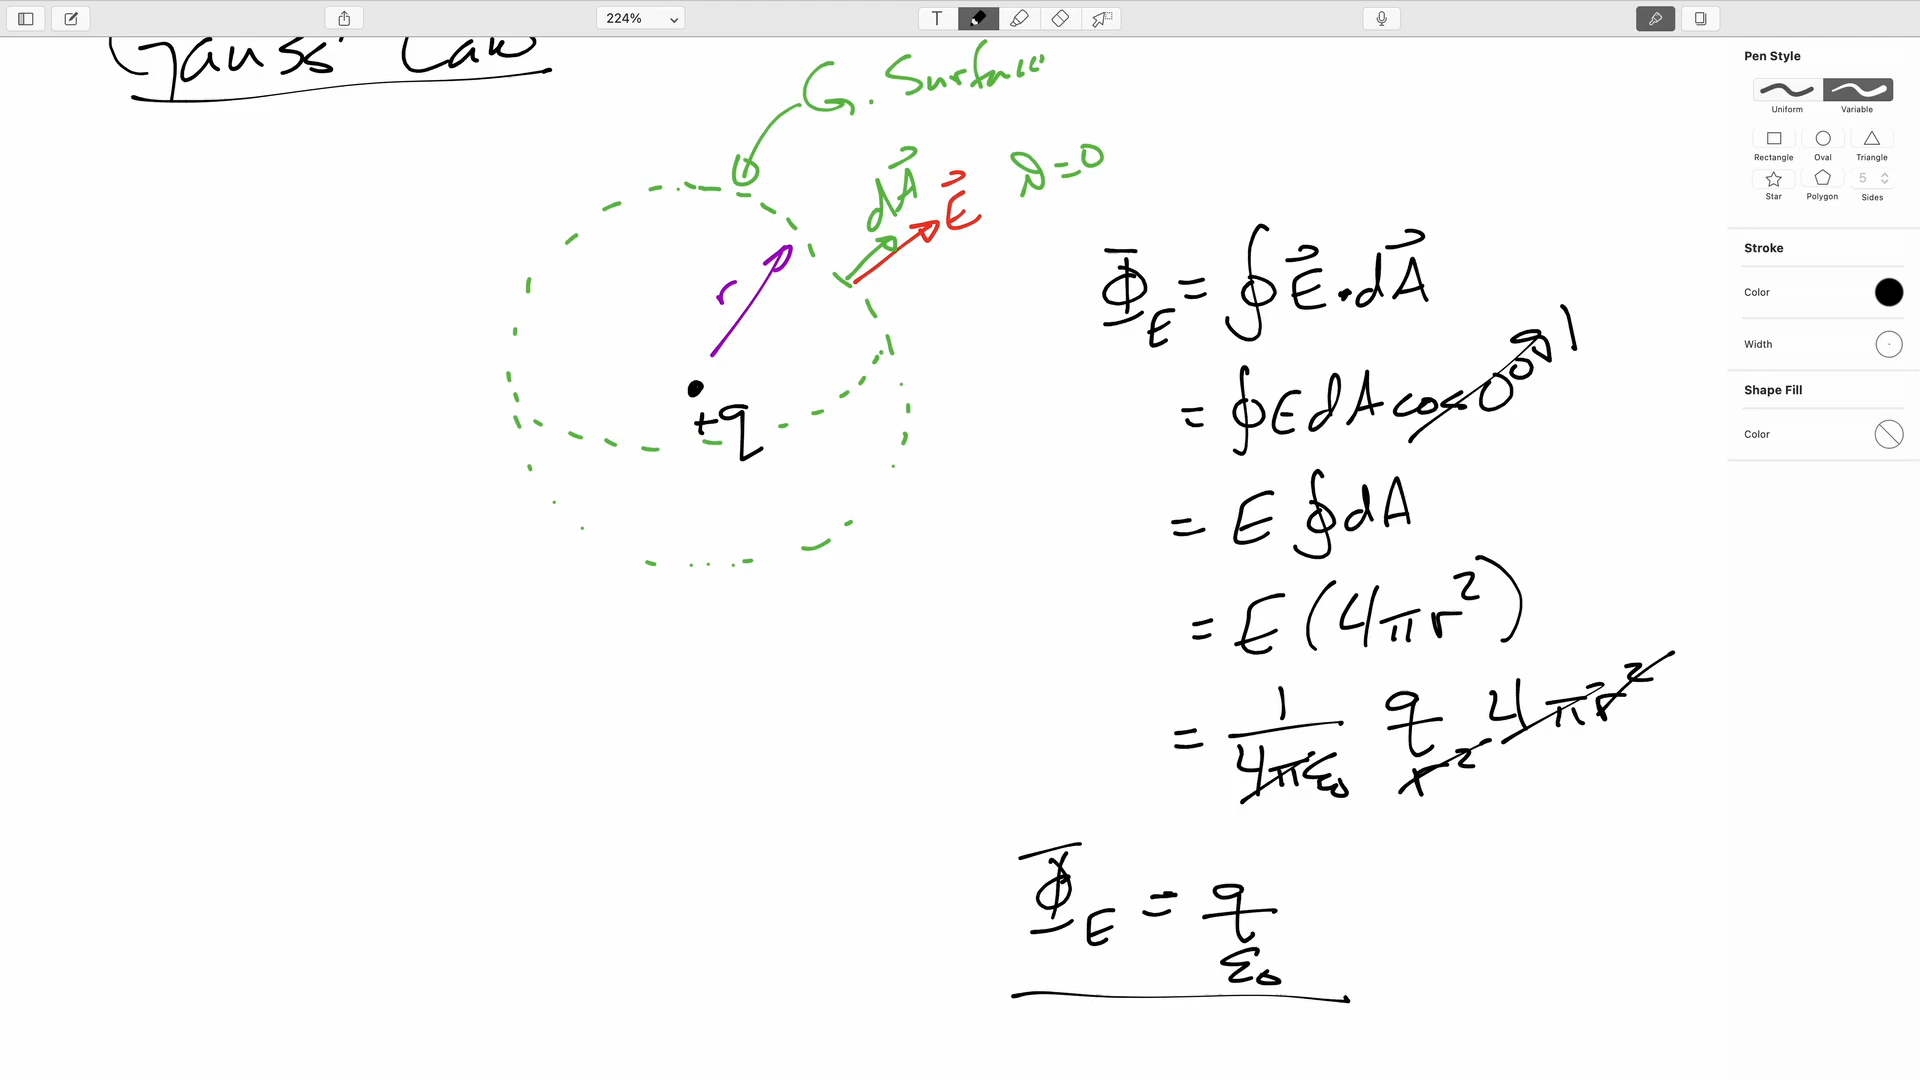 224%
T
Gauss' Law
G. Surface
dA⃗
E⃗
θ=0
r
+q
Φ_E = ∮ E⃗ · dA⃗
= ∮ E dA cos 0° 1
= E ∮ dA
= E (4πr²)
= 1/(4πε₀) q/r² 4πr²
Φ_E = q/ε₀
Pen Style
Uniform Variable
Rectangle Oval Triangle
5
Star Polygon Sides
Stroke
Color
Width
Shape Fill
Color